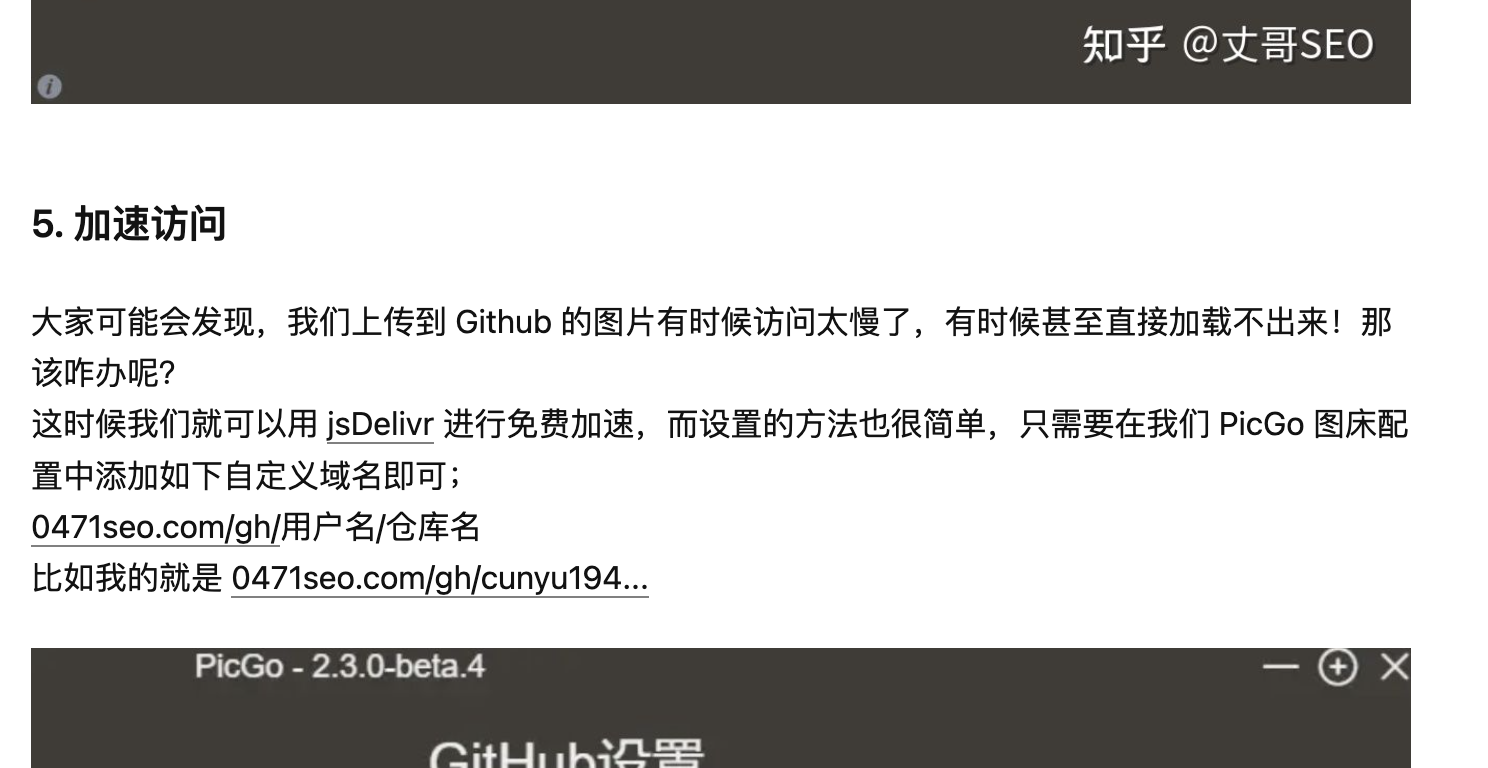 知乎 @丈哥SEO
5. 加速访问
大家可能会发现，我们上传到 Github 的图片有时候访问太慢了，有时候甚至直接加载不出来！那
该咋办呢?
这时候我们就可以用 jsDelivr 进行免费加速，而设置的方法也很简单，只需要在我们 PicGo 图床配
置中添加如下自定义域名即可；
0471seo.com/gh/用户名/仓库名
比如我的就是 0471seo.com/gh/cunyu194...
PicGo - 2.3.0-beta.4
GitHub设置